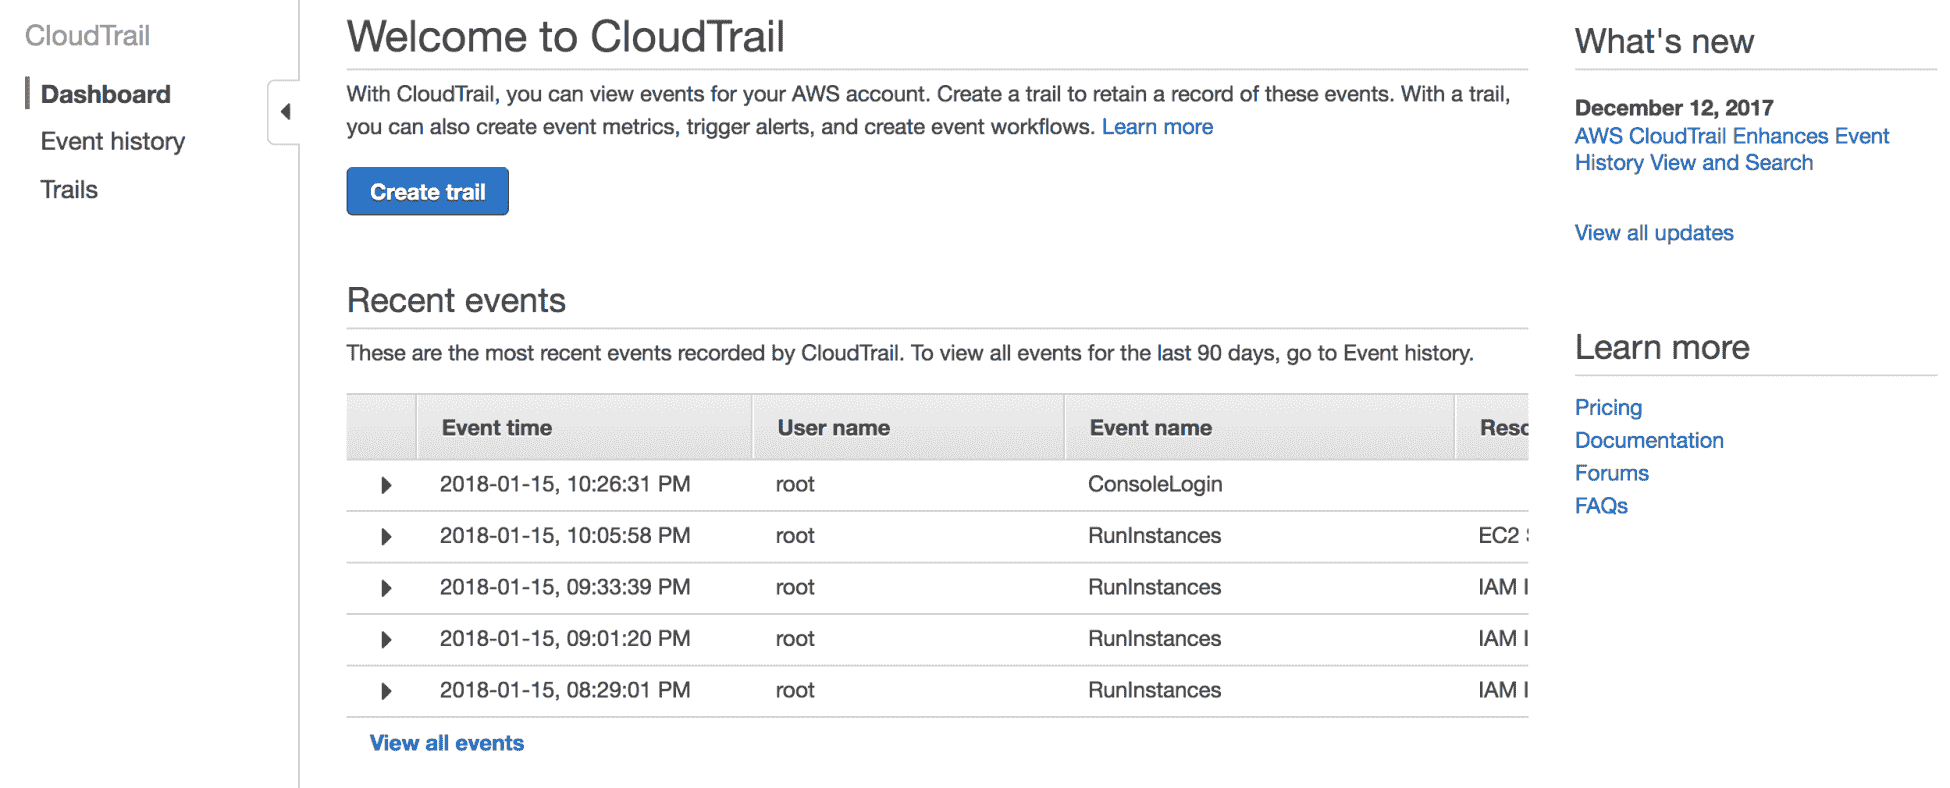 CloudTrail
Dashboard
Event history
Trails
Welcome to CloudTrail
With CloudTrail, you can view events for your AWS account. Create a trail to retain a record of these events. With a trail,
you can also create event metrics, trigger alerts, and create event workflows. Learn more
Create trail
Recent events
These are the most recent events recorded by CloudTrail. To view all events for the last 90 days, go to Event history.
Event time User name Event name
2018-01-15, 10:26:31 PM root ConsoleLogin
2018-01-15, 10:05:58 PM root RunInstances EC2
2018-01-15, 09:33:39 PM root RunInstances IAM
2018-01-15, 09:01:20 PM root RunInstances IAM
2018-01-15, 08:29:01 PM root RunInstances IAM
View all events
What's new
December 12, 2017
AWS CloudTrail Enhances Event
History View and Search
View all updates
Learn more
Pricing
Documentation
Forums
FAQs